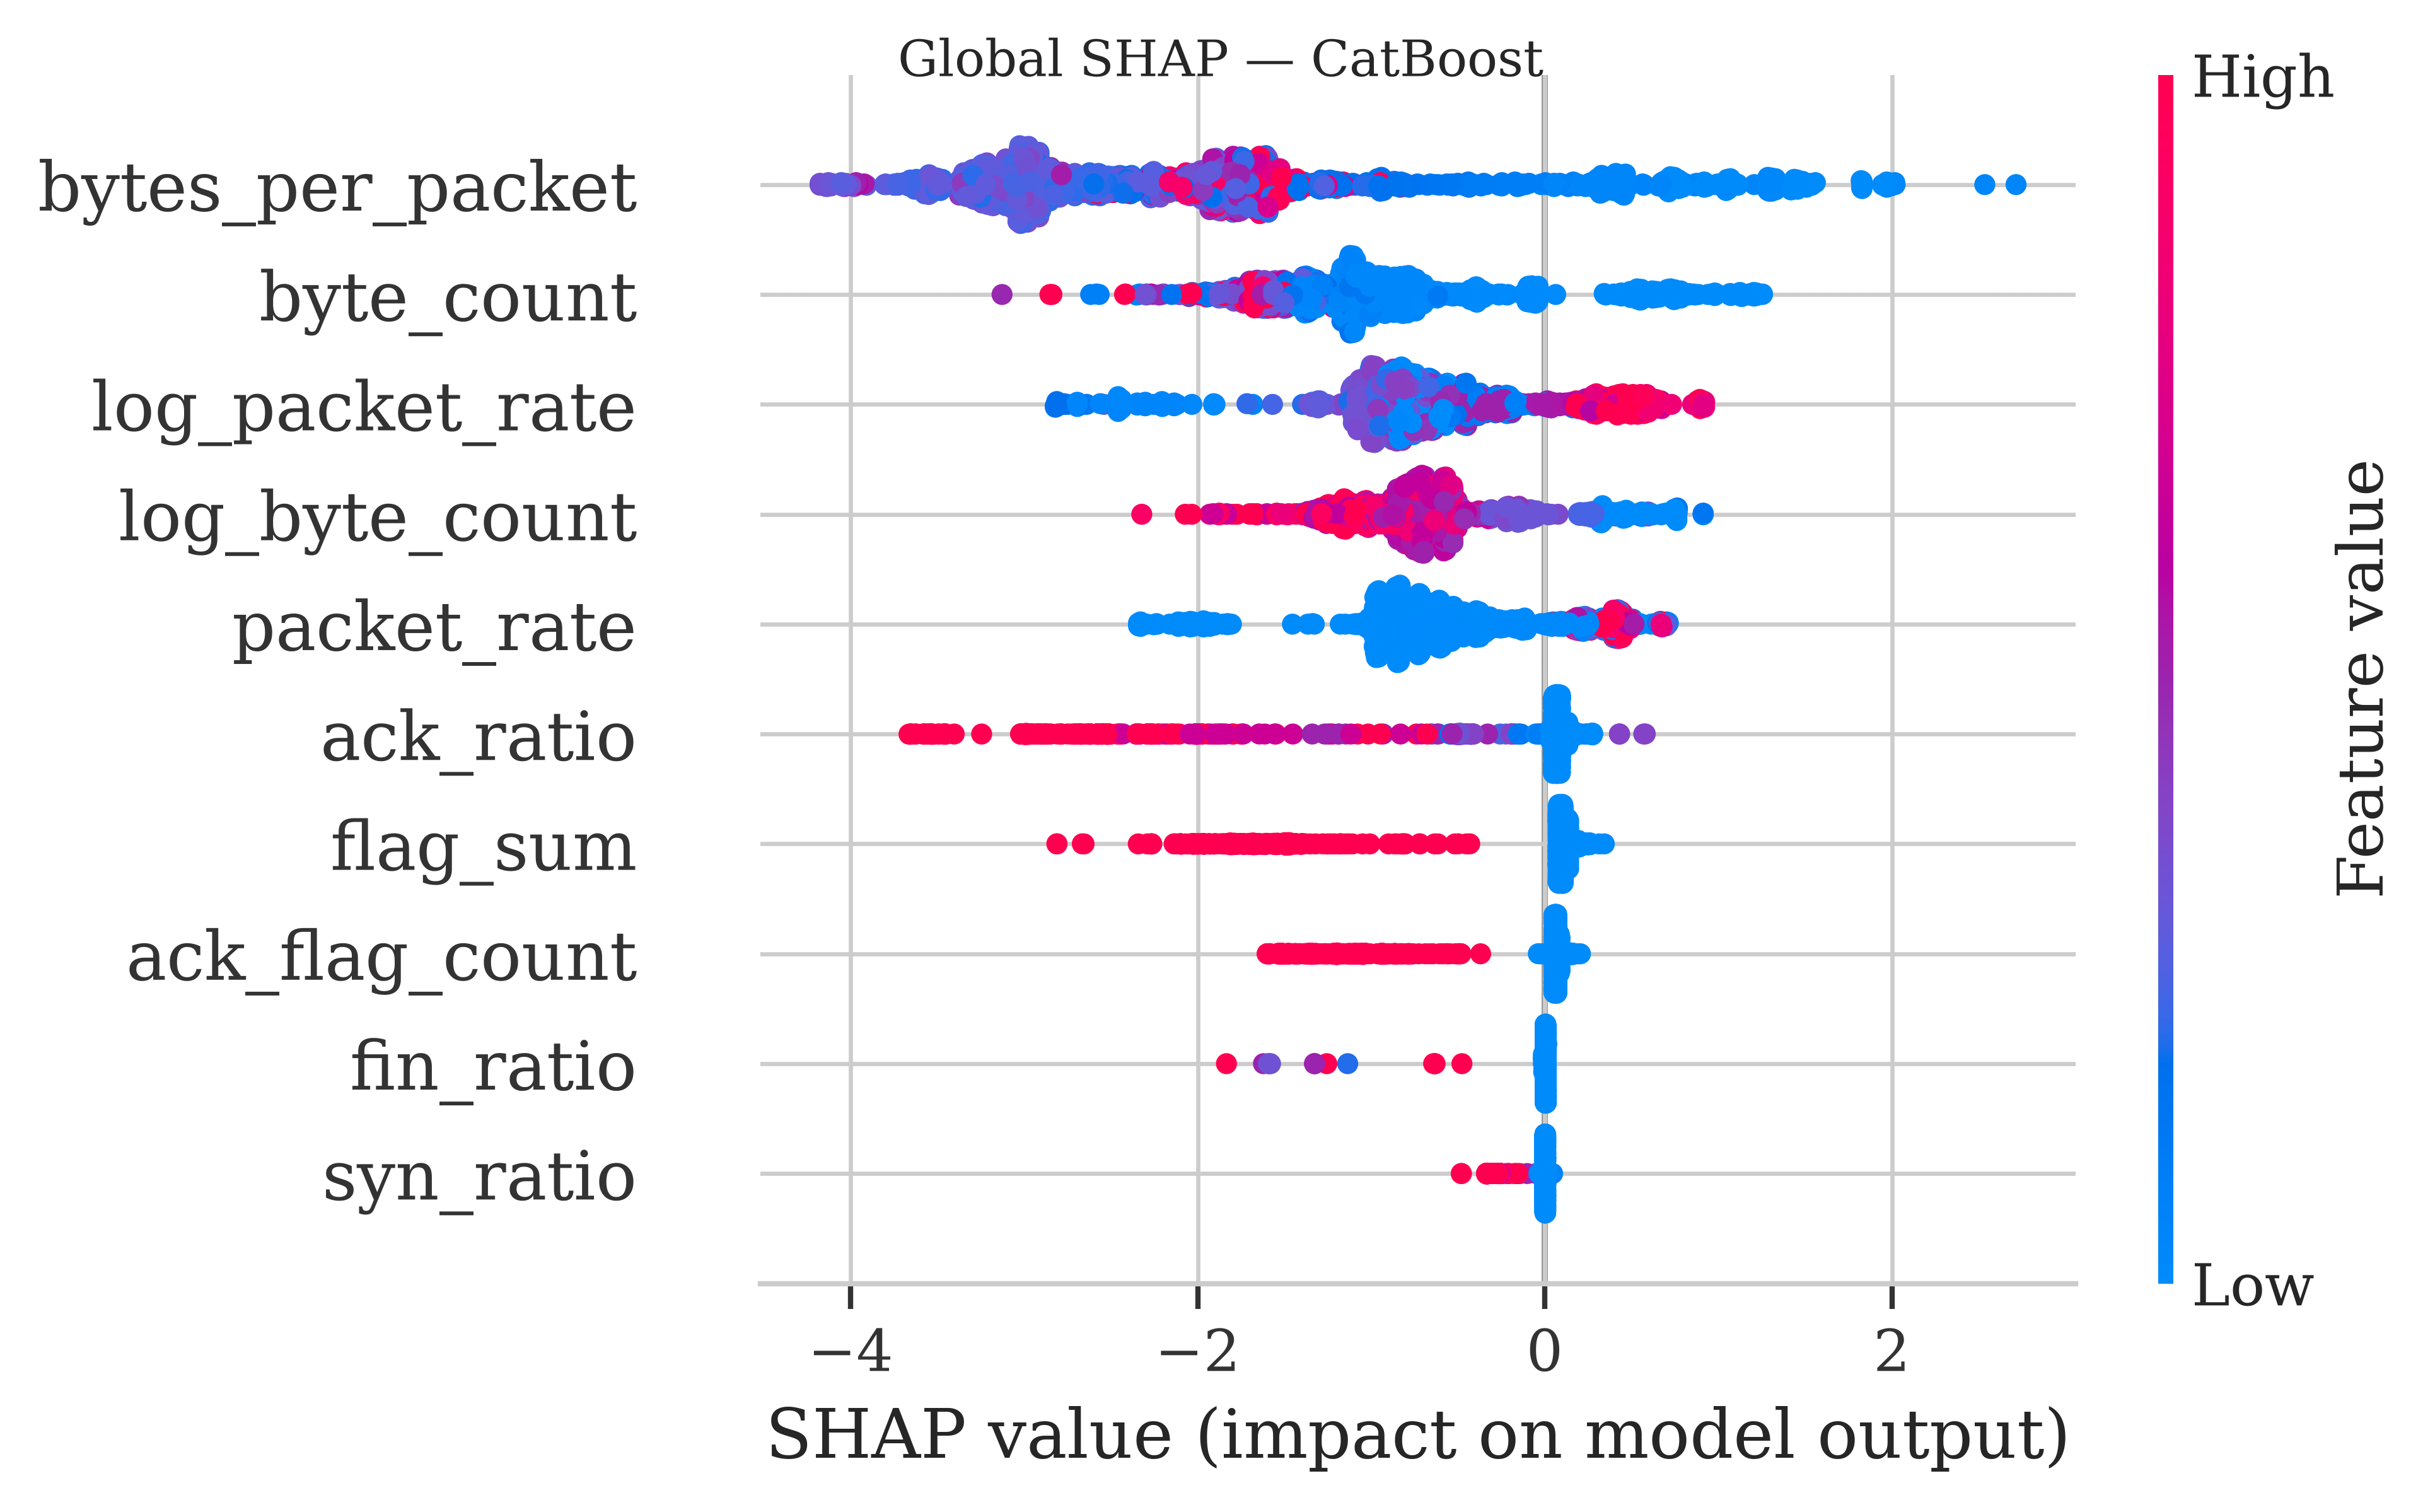 Global SHAP — CatBoost
High
bytes_per_packet
byte_count
log_packet_rate
log_byte_count
packet_rate
ack_ratio
flag_sum
ack_flag_count
fin_ratio
syn_ratio
Feature value
Low
−4 −2 0 2
SHAP value (impact on model output)